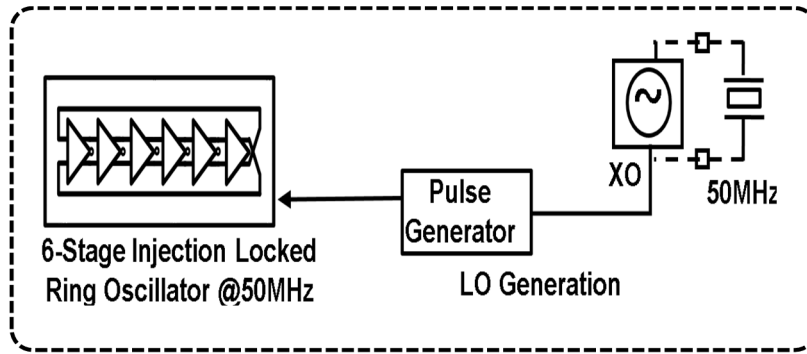 XO
50MHz
Pulse
Generator
6-Stage Injection Locked
Ring Oscillator @50MHz
LO Generation